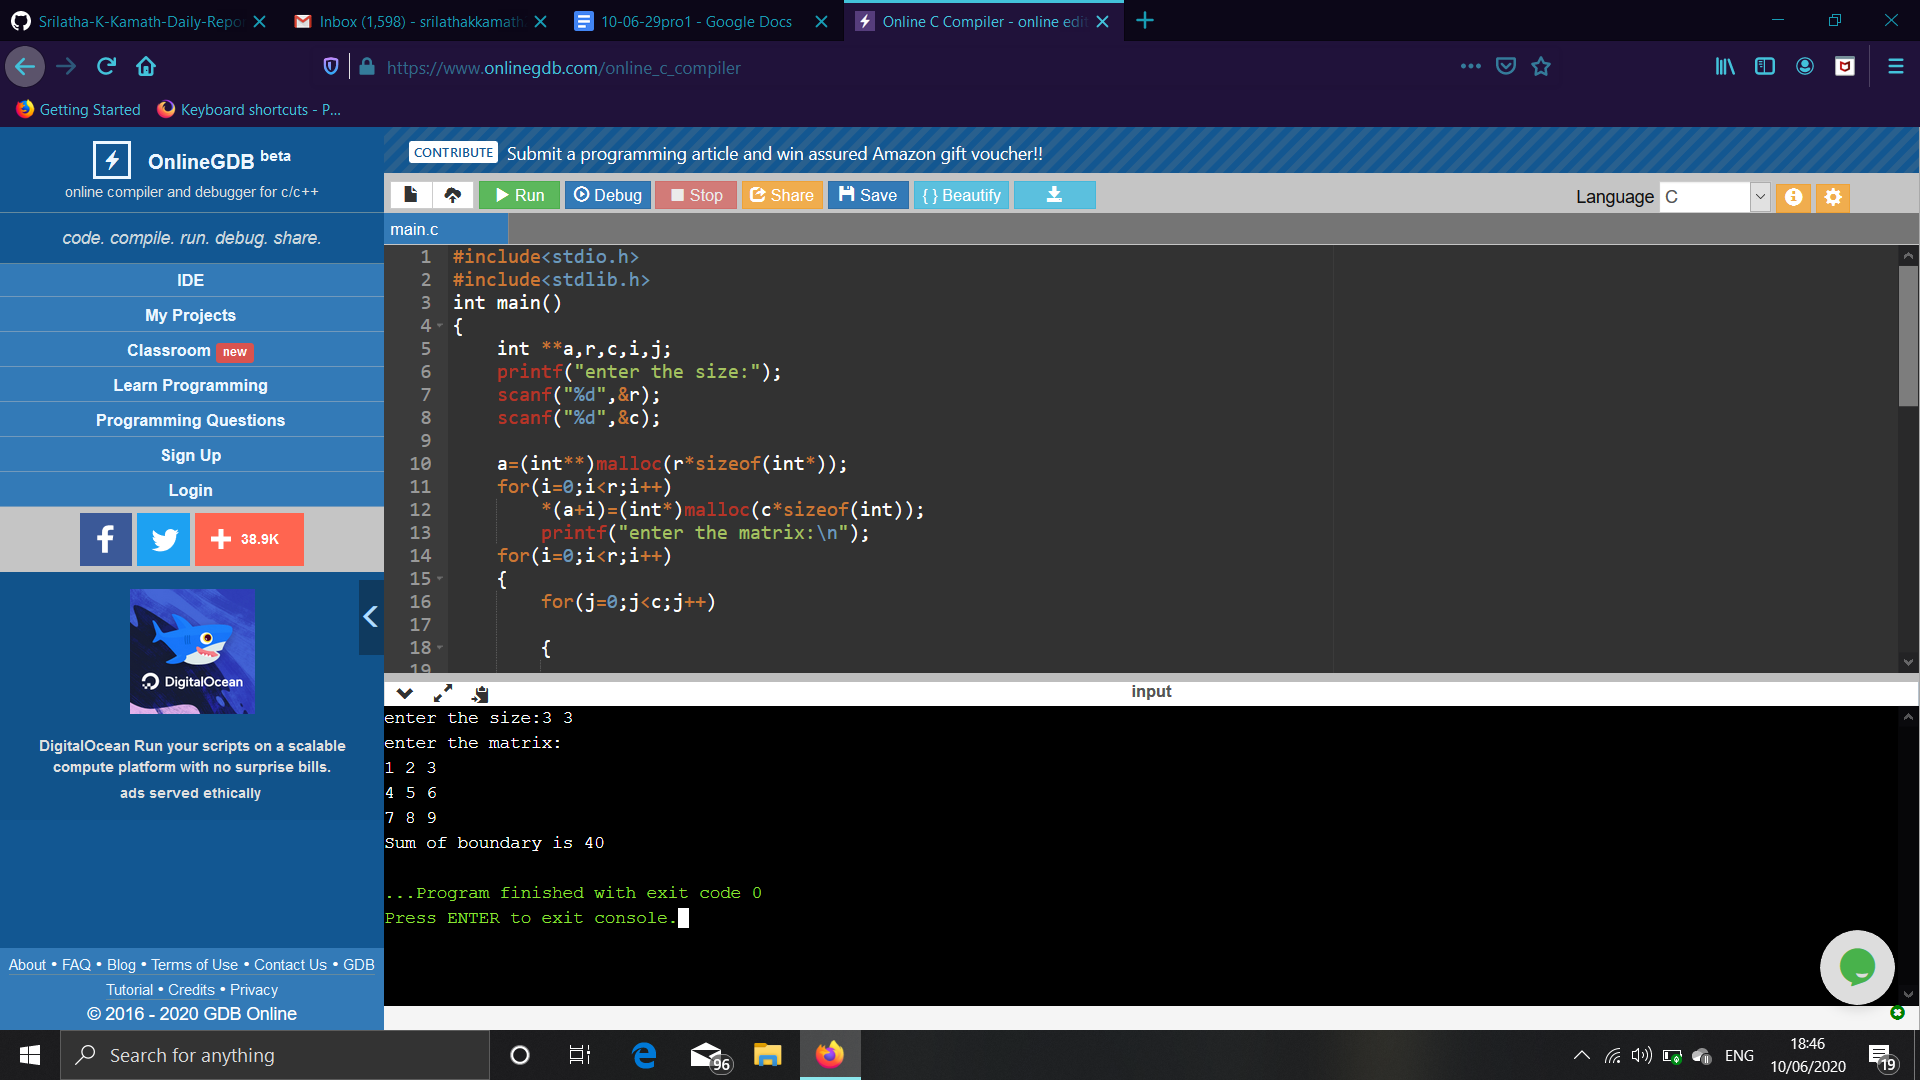 Srilatha-K-Kamath-Daily-Repo
Inbox (1,598) - srilathakkamath
10-06-29pro1 - Google Docs
Online C Compiler - online edit
https://www.onlinegdb.com/online_c_compiler
Getting Started
Keyboard shortcuts - P...
OnlineGDB beta
online compiler and debugger for c/c++
code. compile. run. debug. share.
IDE
My Projects
Classroom new
Learn Programming
Programming Questions
Sign Up
Login
38.9K
DigitalOcean
DigitalOcean Run your scripts on a scalable
compute platform with no surprise bills.
ads served ethically
About • FAQ • Blog • Terms of Use • Contact Us • GDB
Tutorial • Credits • Privacy
© 2016 - 2020 GDB Online
CONTRIBUTE Submit a programming article and win assured Amazon gift voucher!!
Run Debug Stop Share Save { } Beautify
Language C
main.c
1 #include<stdio.h>
2 #include<stdlib.h>
3 int main()
4 {
5 int **a,r,c,i,j;
6 printf("enter the size:");
7 scanf("%d",&r);
8 scanf("%d",&c);
9
10 a=(int**)malloc(r*sizeof(int*));
11 for(i=0;i<r;i++)
12 *(a+i)=(int*)malloc(c*sizeof(int));
13 printf("enter the matrix:\n");
14 for(i=0;i<r;i++)
15 {
16 for(j=0;j<c;j++)
17
18 {
19
input
enter the size:3 3
enter the matrix:
1 2 3
4 5 6
7 8 9
Sum of boundary is 40
...Program finished with exit code 0
Press ENTER to exit console.
Search for anything
96
ENG
18:46
10/06/2020
19